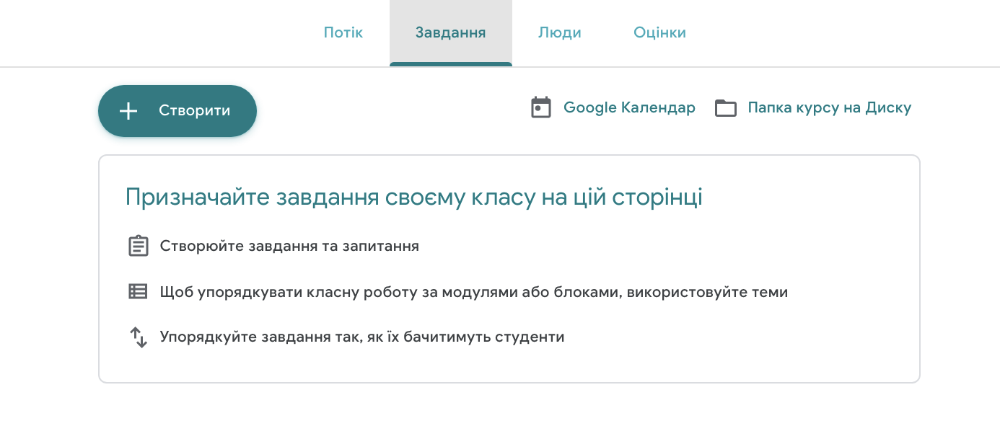 Потік Завдання Люди Оцінки
Створити Google Календар Папка курсу на Диску
Призначайте завдання своєму класу на цій сторінці
Створюйте завдання та запитання
Щоб упорядкувати класну роботу за модулями або блоками, використовуйте теми
Упорядкуйте завдання так, як їх бачитимуть студенти